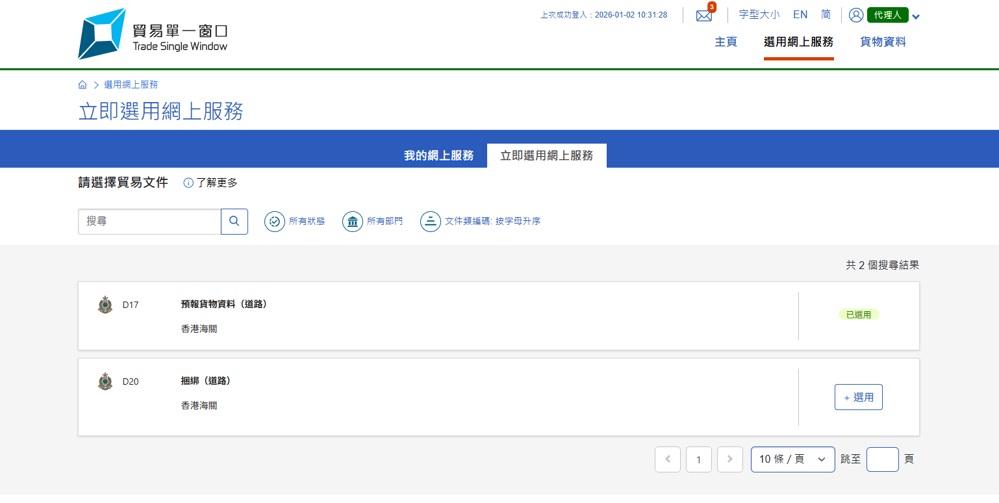 貿易單一窗口
Trade Single Window
上次成功登入：2026-01-02 10:31:28
3
字型大小 EN 简 代理人
主頁 選用網上服務 貨物資料
選用網上服務
立即選用網上服務
我的網上服務 立即選用網上服務
請選擇貿易文件 了解更多
搜尋 所有狀態 所有部門 文件類編碼: 按字母升序
共 2 個搜尋結果
D17 預報貨物資料（道路） 已選用
香港海關
D20 捆綁（道路） + 選用
香港海關
1 10 條 / 頁 跳至 頁